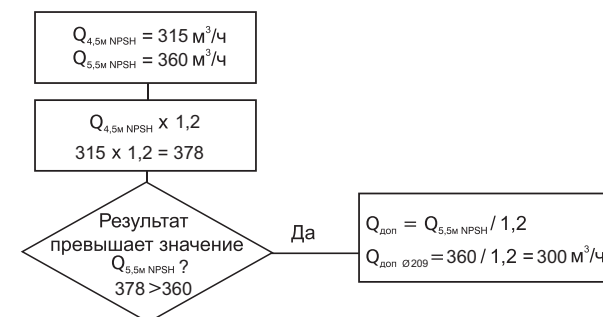 Q4,5м NPSH = 315 м³/ч
Q5,5м NPSH = 360 м³/ч
Q4,5м NPSH x 1,2
315 x 1,2 = 378
Результат
превышает значение
Q5,5м NPSH ?
378 >360
Да
Qдоп = Q5,5м NPSH / 1,2
Qдоп Ø209 = 360 / 1,2 = 300 м³/ч